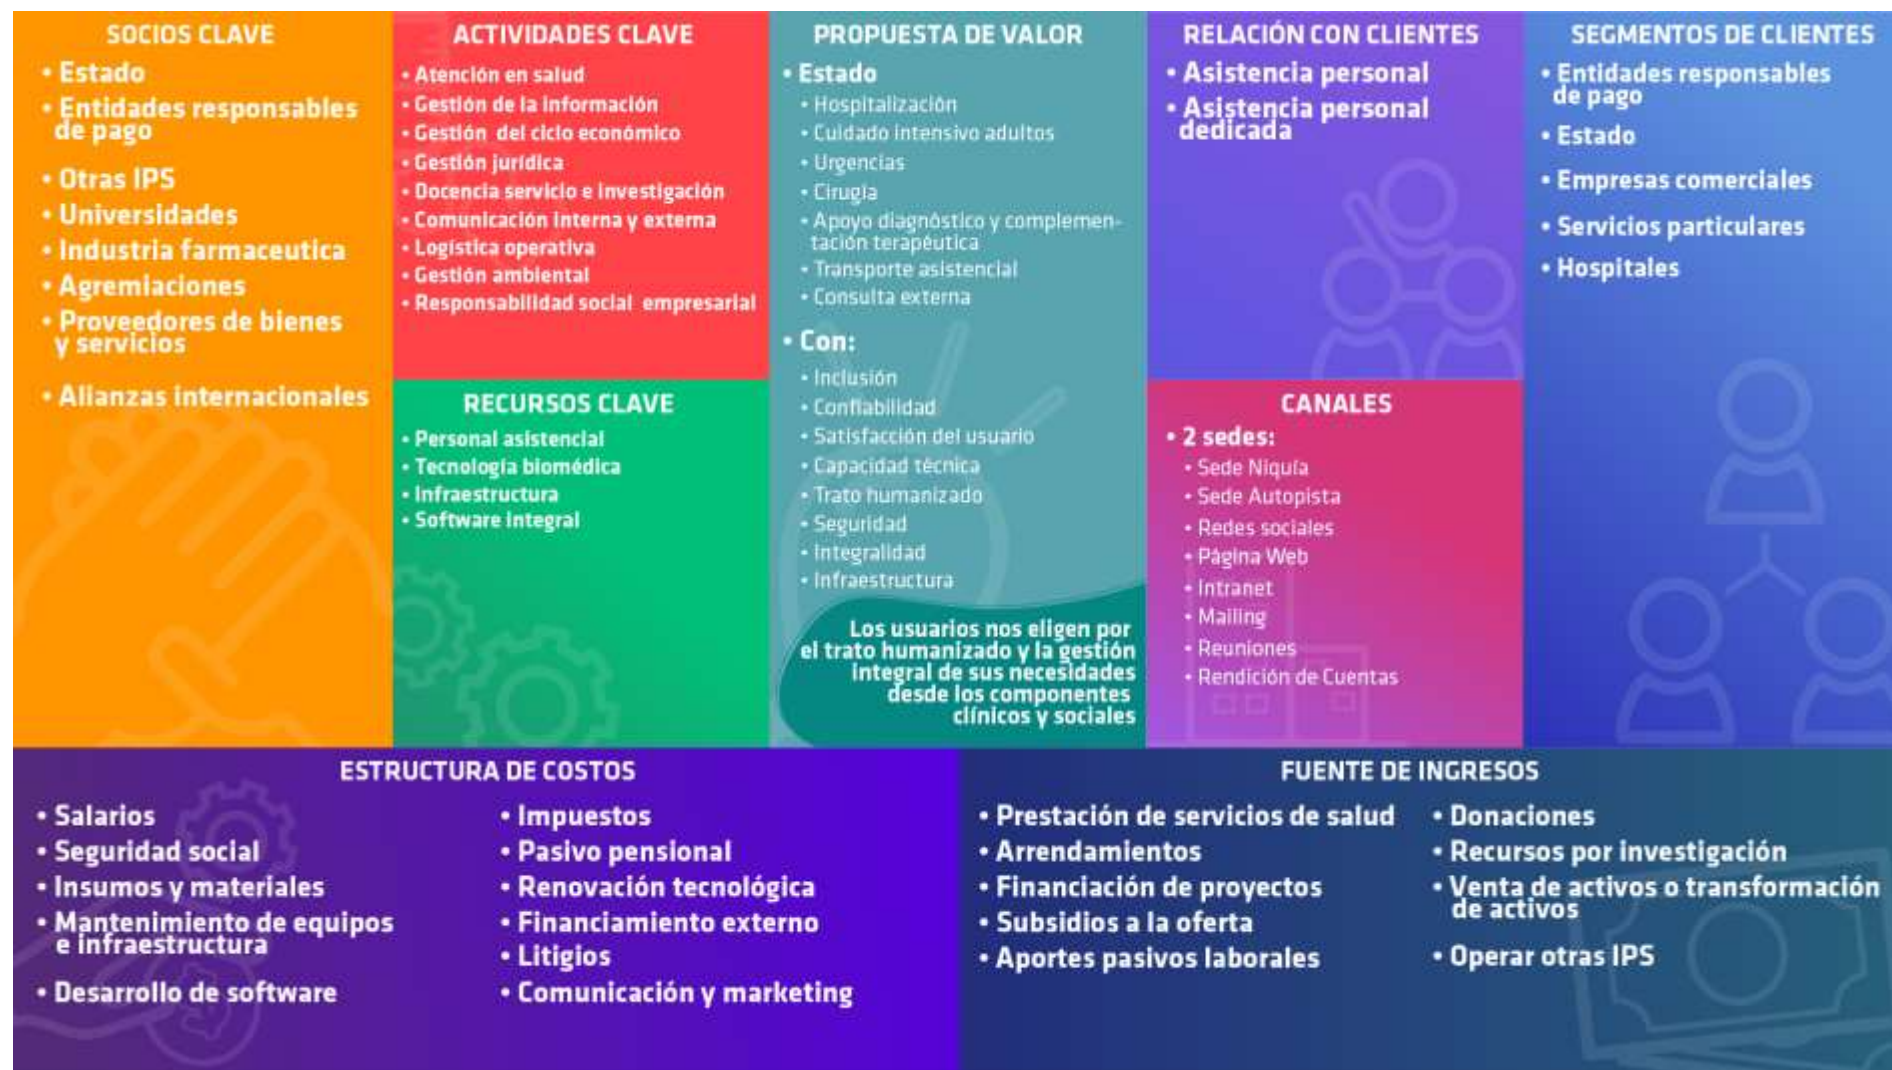 SOCIOS CLAVE
• Estado
• Entidades responsables
de pago
• Otras IPS
• Universidades
• Industria farmaceutica
• Agremiaciones
• Proveedores de bienes
y servicios
• Alianzas internacionales
ACTIVIDADES CLAVE
• Atención en salud
• Gestión de la información
• Gestión del ciclo económico
• Gestión jurídica
• Docencia servicio e investigación
• Comunicación interna y externa
• Logística operativa
• Gestión ambiental
• Responsabilidad social empresarial
RECURSOS CLAVE
• Personal asistencial
• Tecnología biomédica
• Infraestructura
• Software integral
PROPUESTA DE VALOR
• Estado
• Hospitalización
• Cuidado intensivo adultos
• Urgencias
• Cirugía
• Apoyo diagnóstico y complemen-
tación terapéutica
• Transporte asistencial
• Consulta externa
• Con:
• Inclusión
• Confiabilidad
• Satisfacción del usuario
• Capacidad técnica
• Trato humanizado
• Seguridad
• Integralidad
• Infraestructura
Los usuarios nos eligen por
el trato humanizado y la gestión
integral de sus necesidades
desde los componentes
clínicos y sociales
RELACIÓN CON CLIENTES
• Asistencia personal
• Asistencia personal
dedicada
CANALES
• 2 sedes:
• Sede Niquía
• Sede Autopista
• Redes sociales
• Página Web
• Intranet
• Mailing
• Reuniones
• Rendición de Cuentas
SEGMENTOS DE CLIENTES
• Entidades responsables
de pago
• Estado
• Empresas comerciales
• Servicios particulares
• Hospitales
ESTRUCTURA DE COSTOS
• Salarios
• Seguridad social
• Insumos y materiales
• Mantenimiento de equipos
e infraestructura
• Desarrollo de software
• Impuestos
• Pasivo pensional
• Renovación tecnológica
• Financiamiento externo
• Litigios
• Comunicación y marketing
FUENTE DE INGRESOS
• Prestación de servicios de salud
• Arrendamientos
• Financiación de proyectos
• Subsidios a la oferta
• Aportes pasivos laborales
• Donaciones
• Recursos por investigación
• Venta de activos o transformación
de activos
• Operar otras IPS